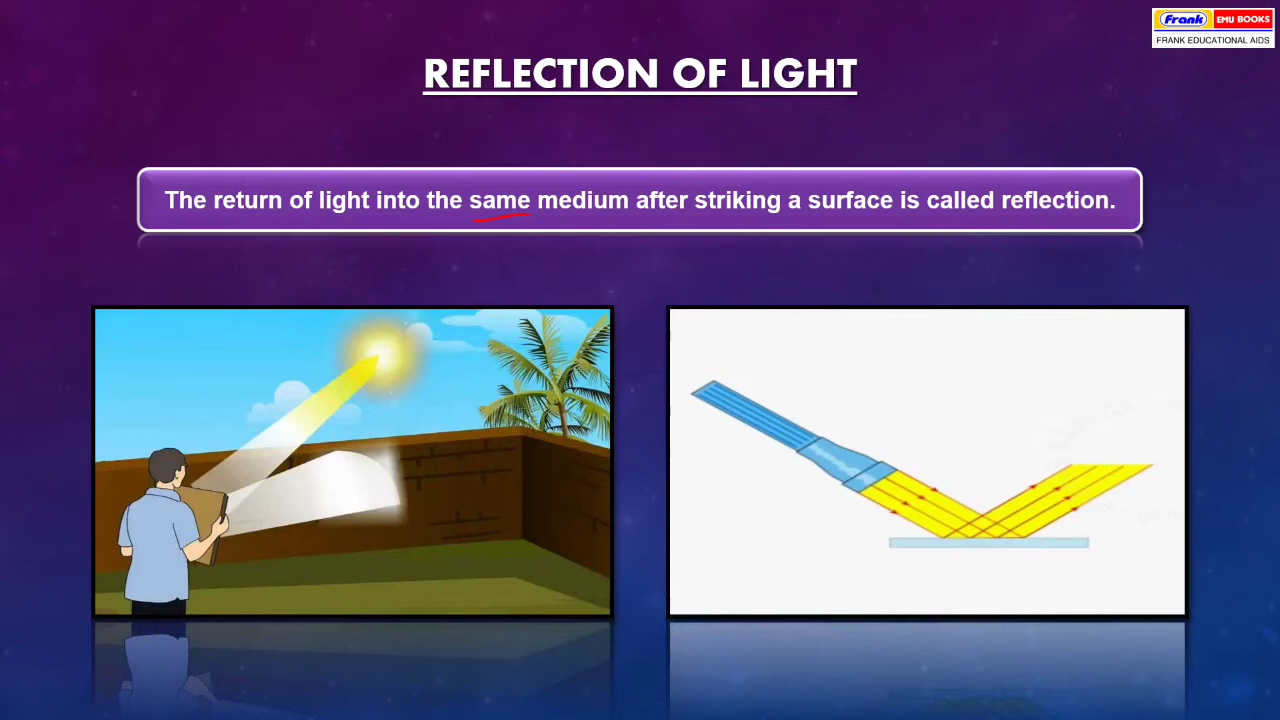 Frank EMU BOOKS
FRANK EDUCATIONAL AIDS
REFLECTION OF LIGHT
The return of light into the same medium after striking a surface is called reflection.